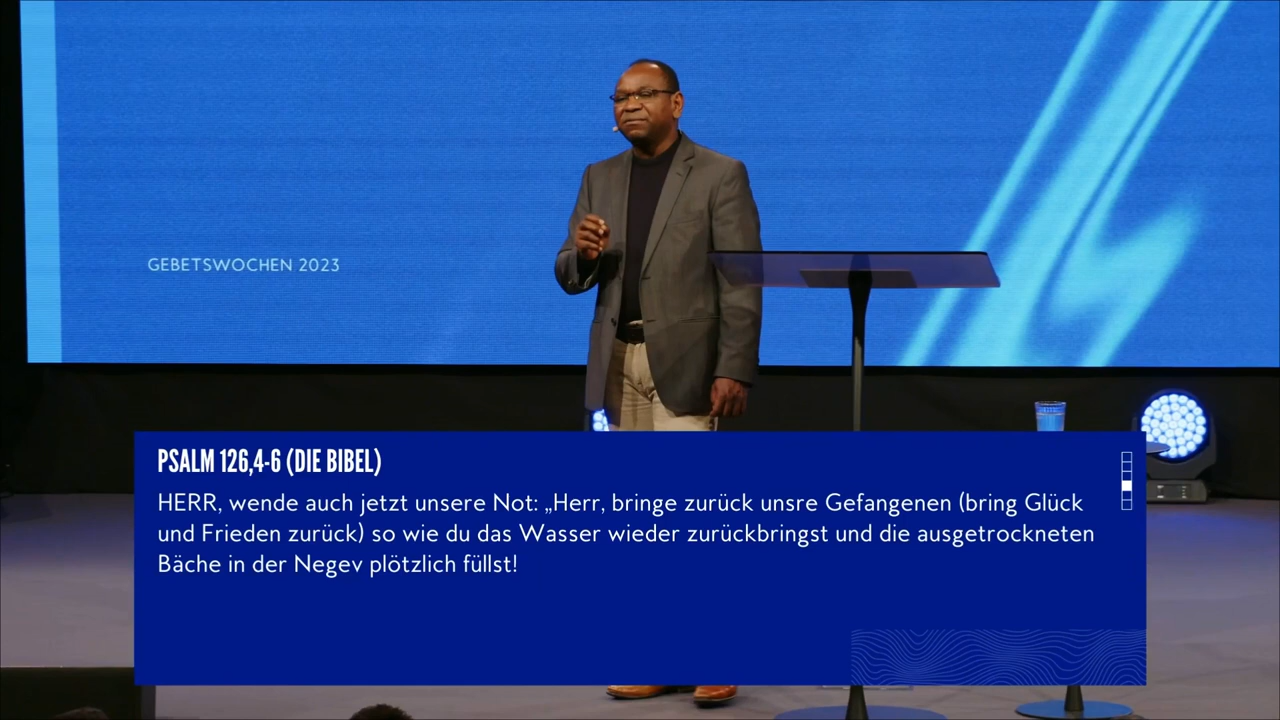 GEBETSWOCHEN 2023
PSALM 126,4-6 (DIE BIBEL)
HERR, wende auch jetzt unsere Not: „Herr, bringe zurück unsre Gefangenen (bring Glück
und Frieden zurück) so wie du das Wasser wieder zurückbringst und die ausgetrockneten
Bäche in der Negev plötzlich füllst!